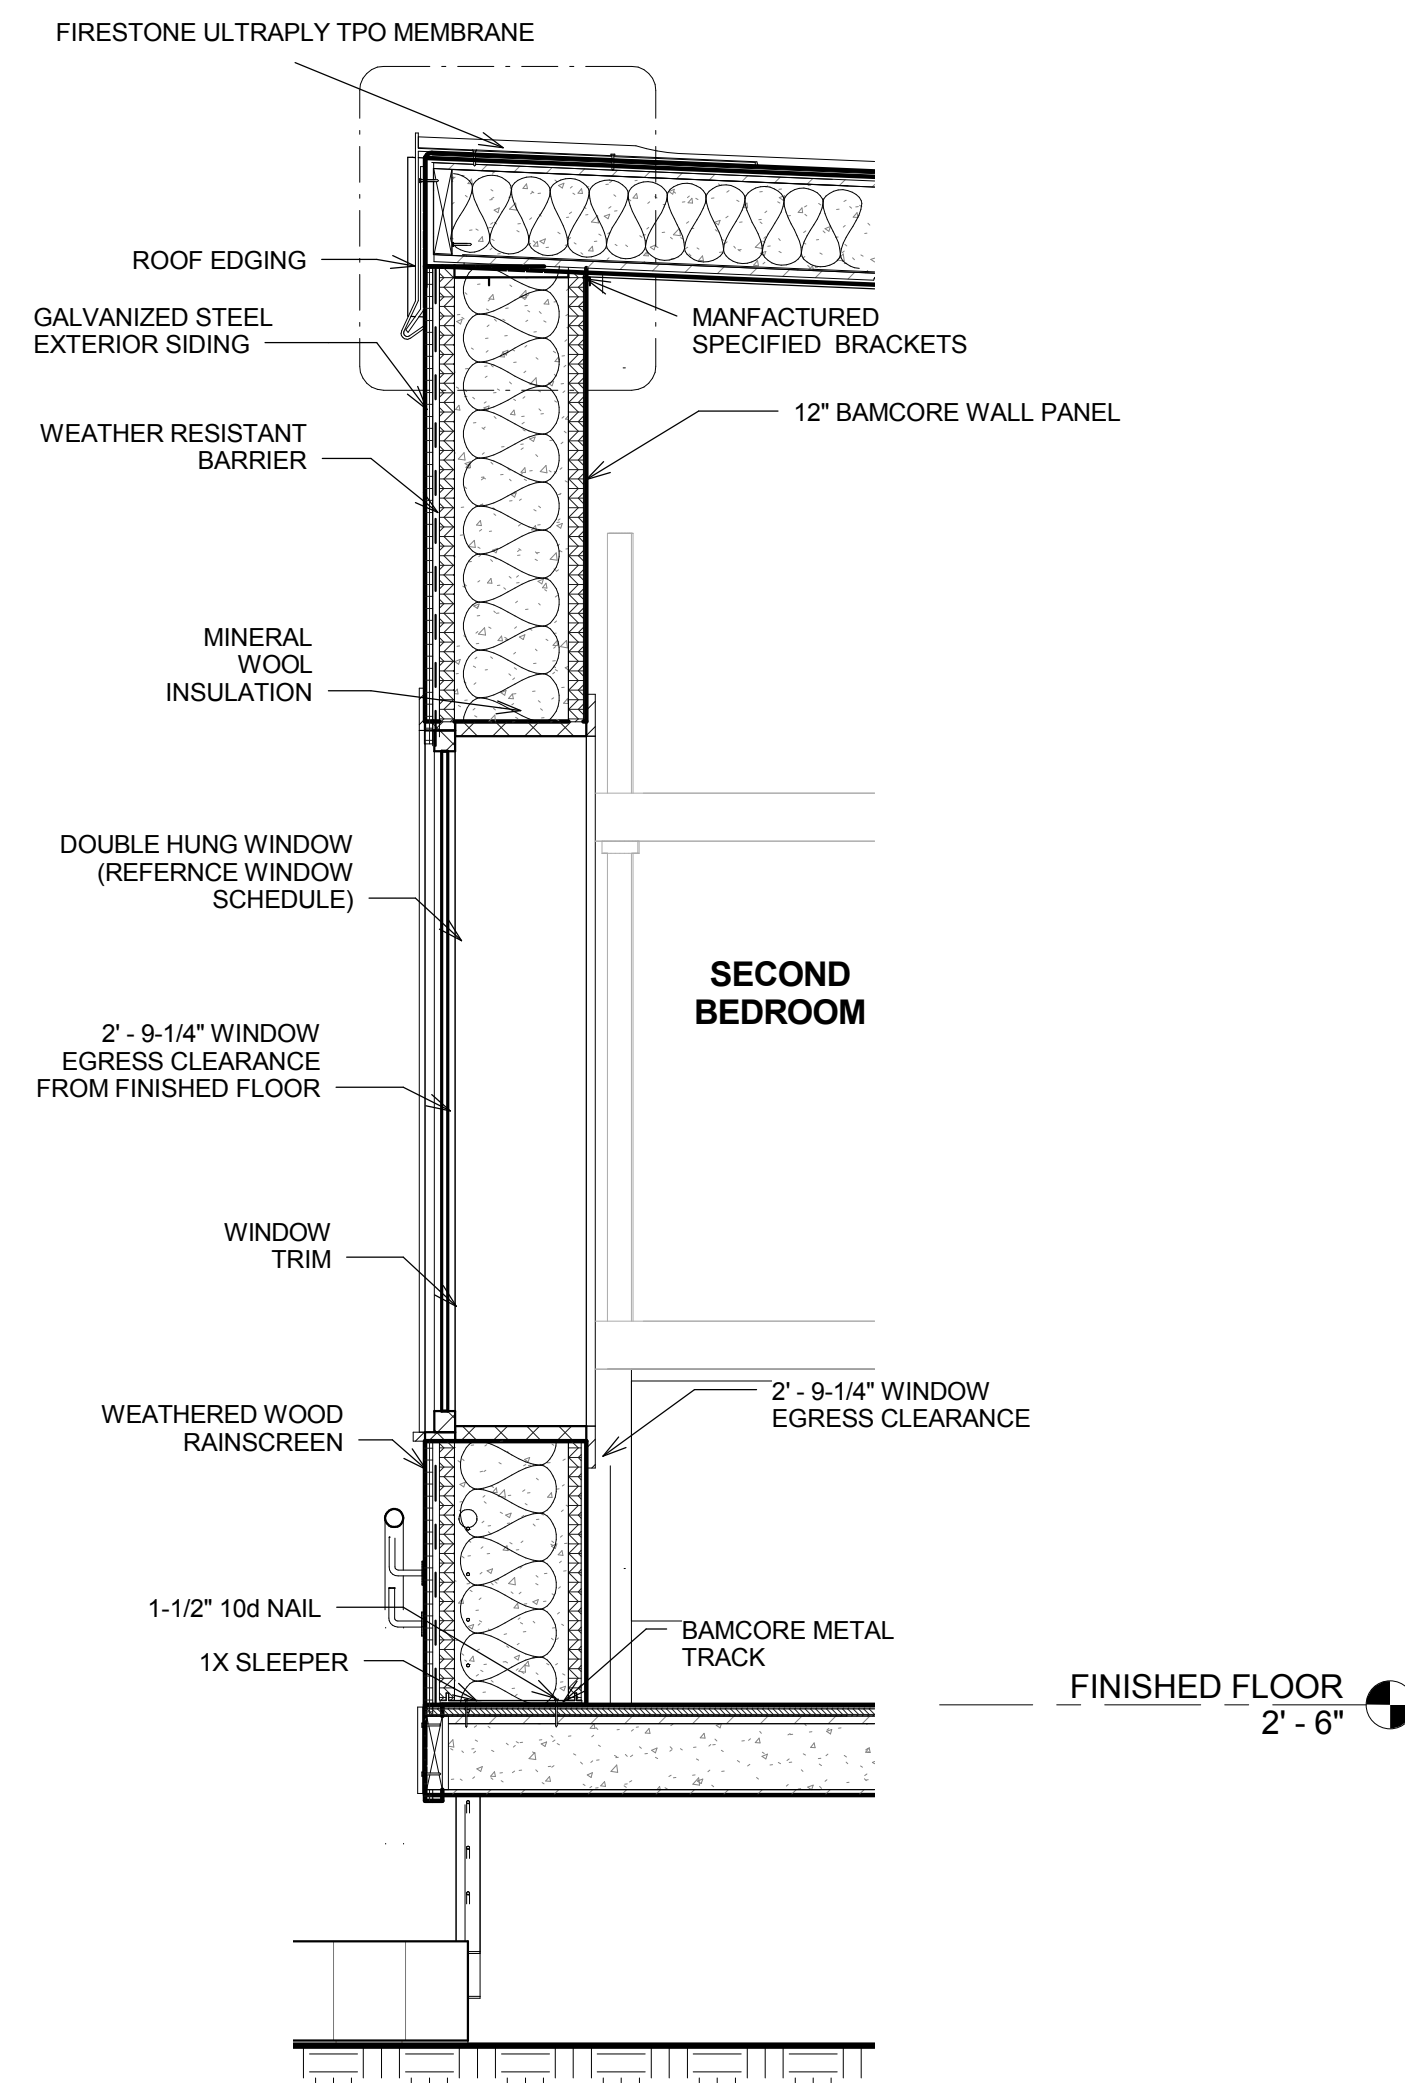 FIRESTONE ULTRAPLY TPO MEMBRANE
ROOF EDGING
GALVANIZED STEEL
EXTERIOR SIDING
MANFACTURED
SPECIFIED BRACKETS
12" BAMCORE WALL PANEL
WEATHER RESISTANT
BARRIER
MINERAL
WOOL
INSULATION
DOUBLE HUNG WINDOW
(REFERNCE WINDOW
SCHEDULE)
SECOND
BEDROOM
2' - 9-1/4" WINDOW
EGRESS CLEARANCE
FROM FINISHED FLOOR
WINDOW
TRIM
2' - 9-1/4" WINDOW
EGRESS CLEARANCE
WEATHERED WOOD
RAINSCREEN
1-1/2" 10d NAIL
1X SLEEPER
BAMCORE METAL
TRACK
FINISHED FLOOR
2' - 6"